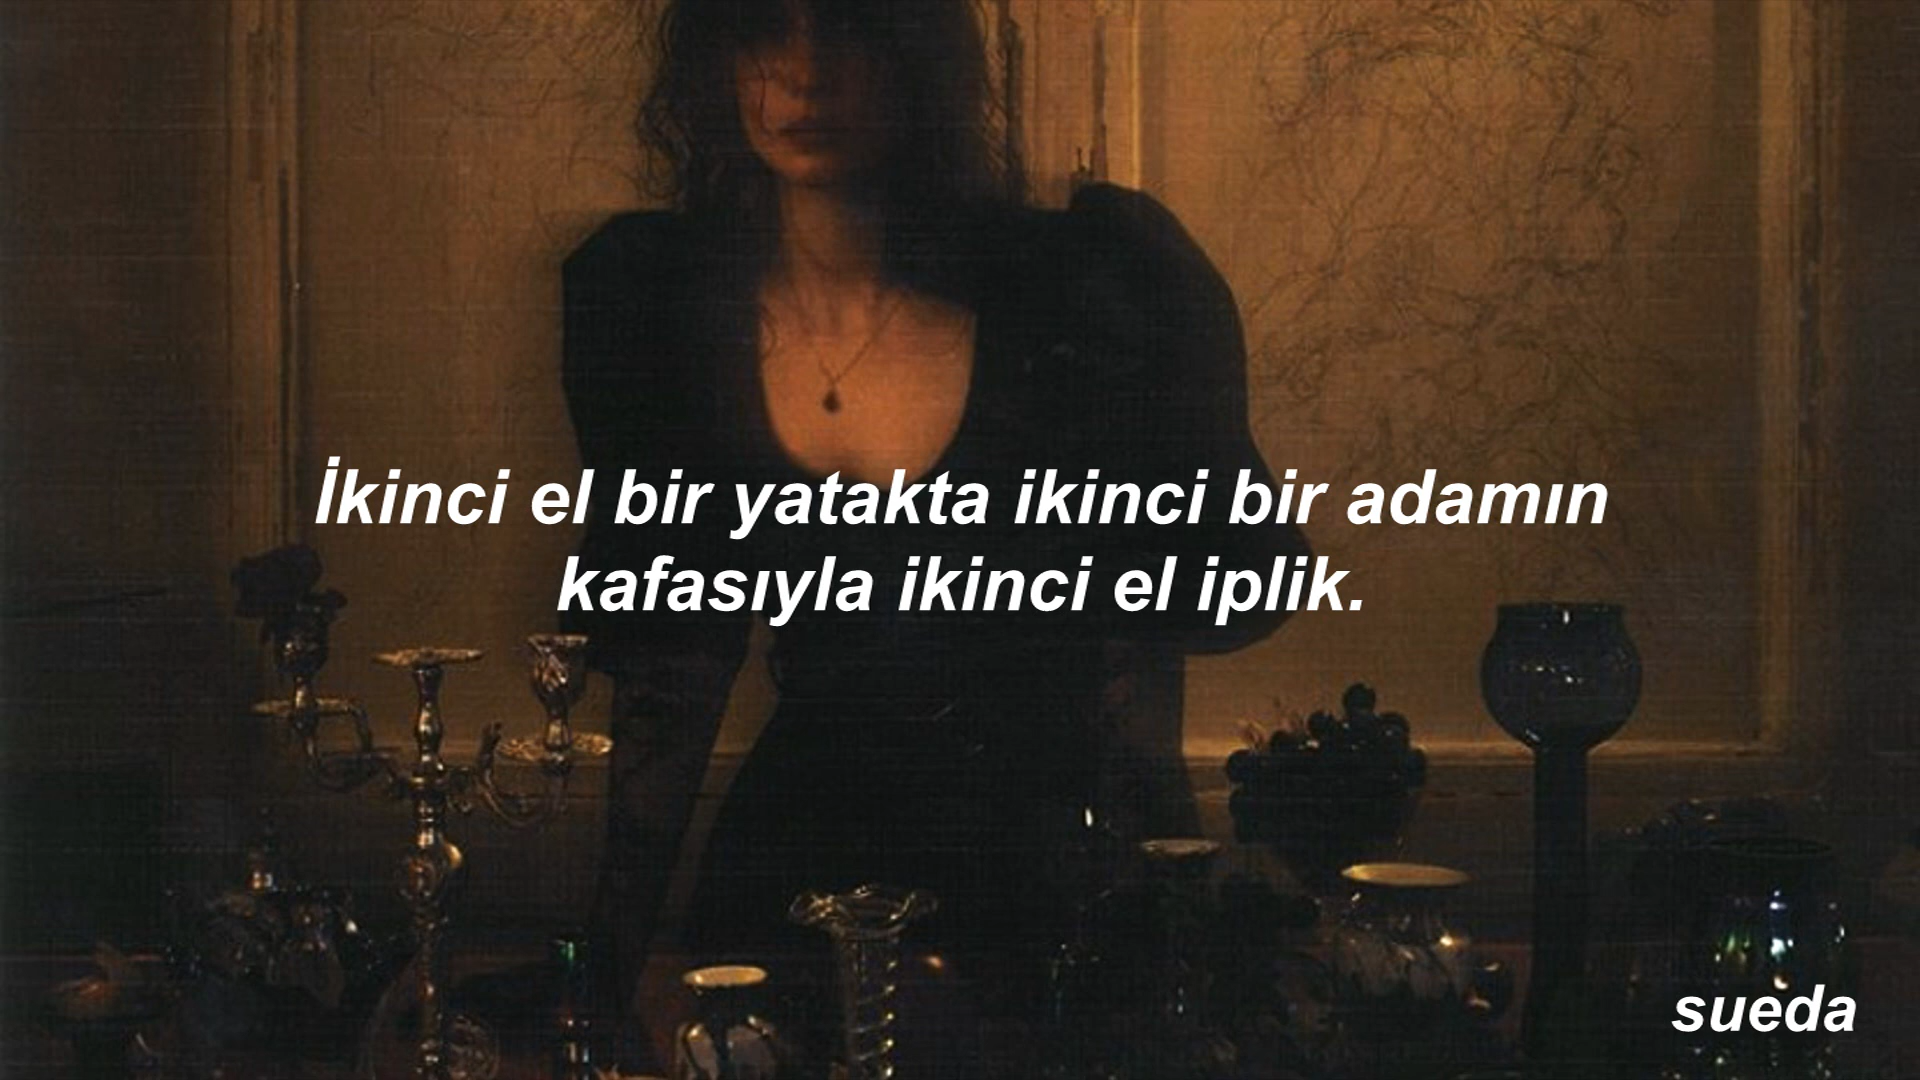 İkinci el bir yatakta ikinci bir adamın
kafasıyla ikinci el iplik.
sueda